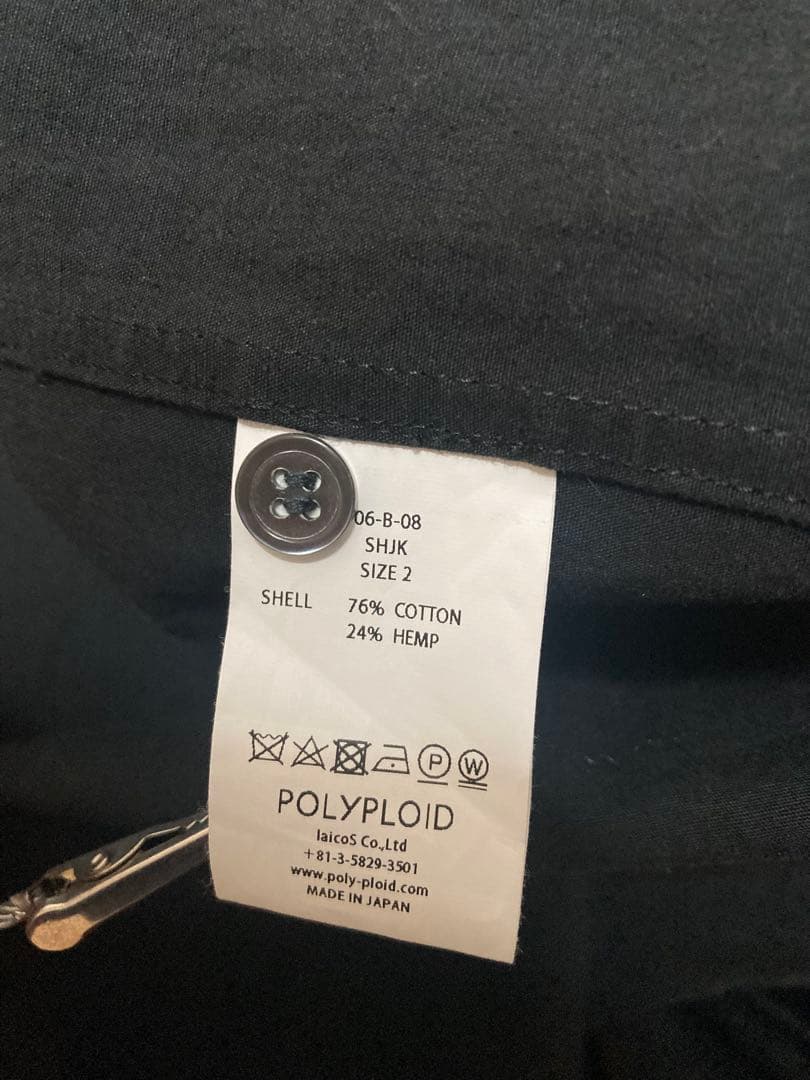 06-B-08
SHJK
SIZE 2
SHELL 76% COTTON
24% HEMP
P W
POLYPLOID
laicoS Co.,Ltd
+81-3-5829-3501
www.poly-ploid.com
MADE IN JAPAN